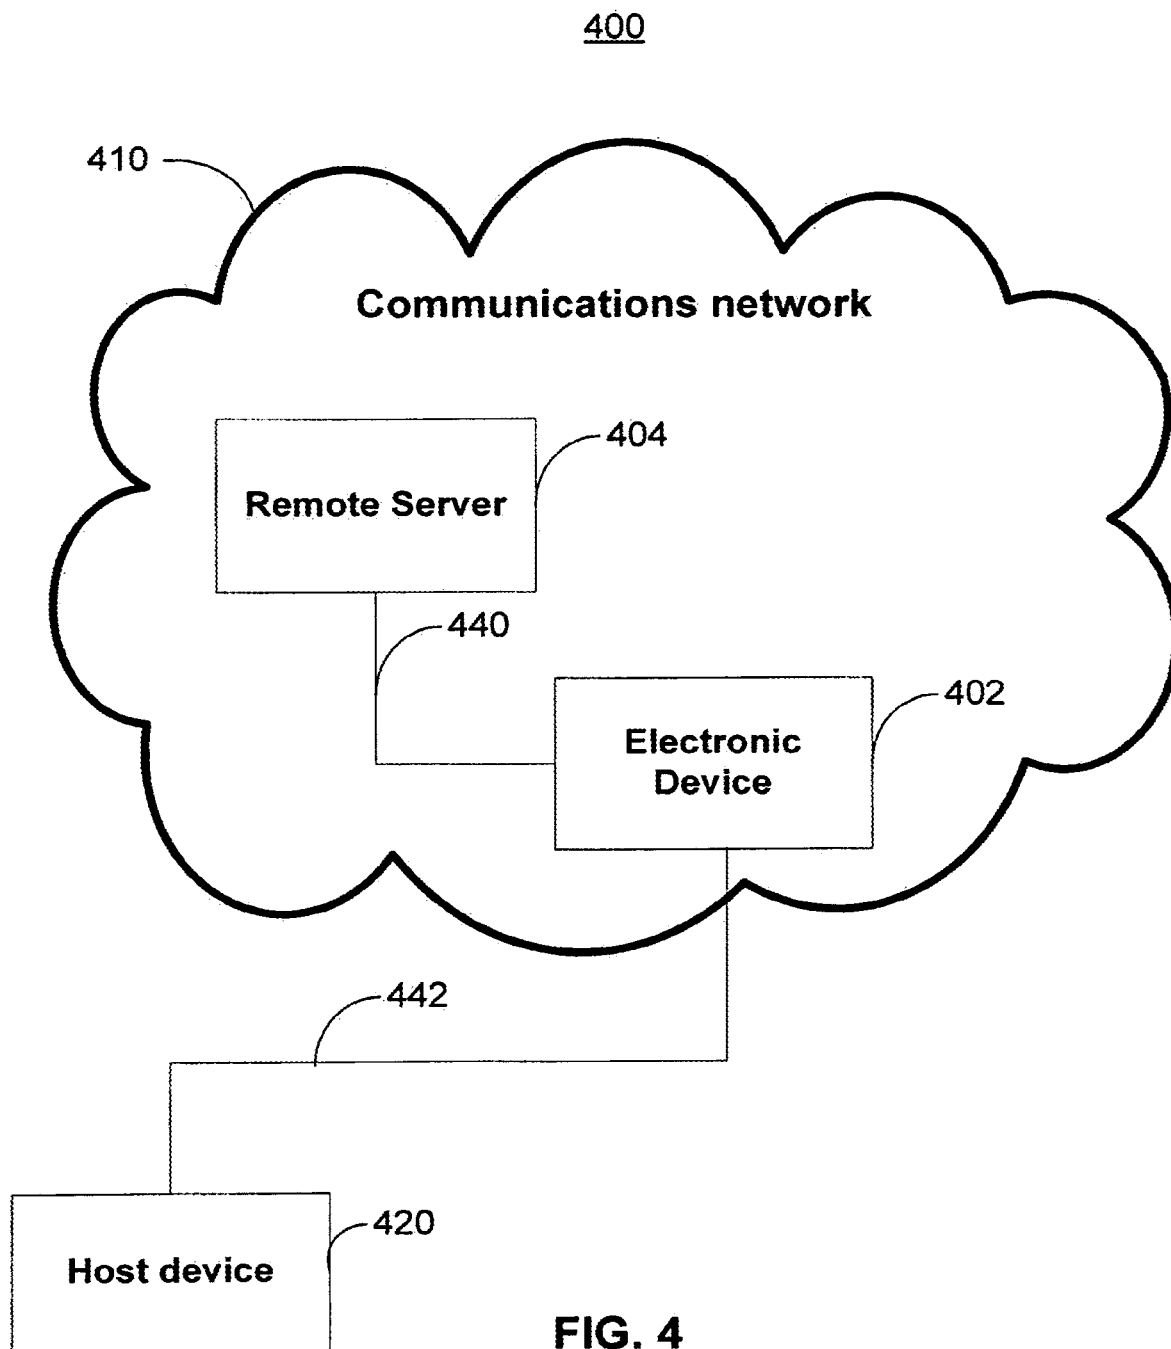 400
410
Communications network
404
Remote Server
440
402
Electronic
Device
442
420
Host device
FIG. 4